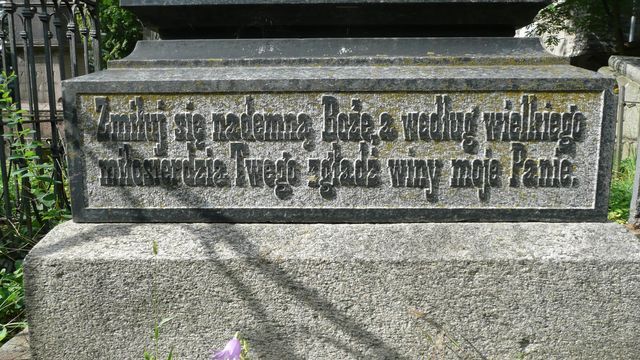 Zmiłuj się nademną Boże, a według wielkiego
miłosierdzia Twego zgładź winy moje Panie.